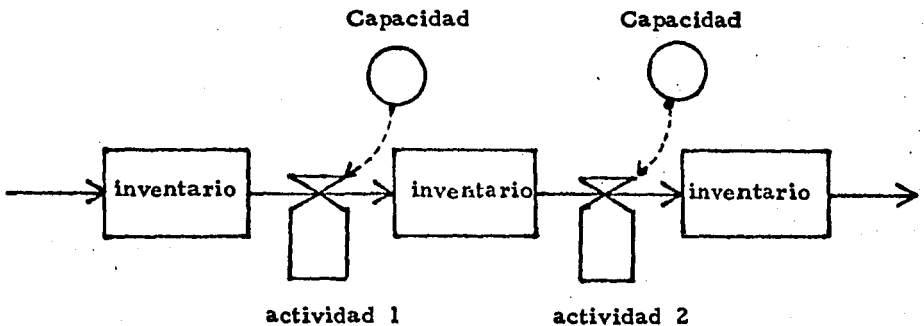 Capacidad
Capacidad
inventario
inventario
inventario
actividad 1
actividad 2